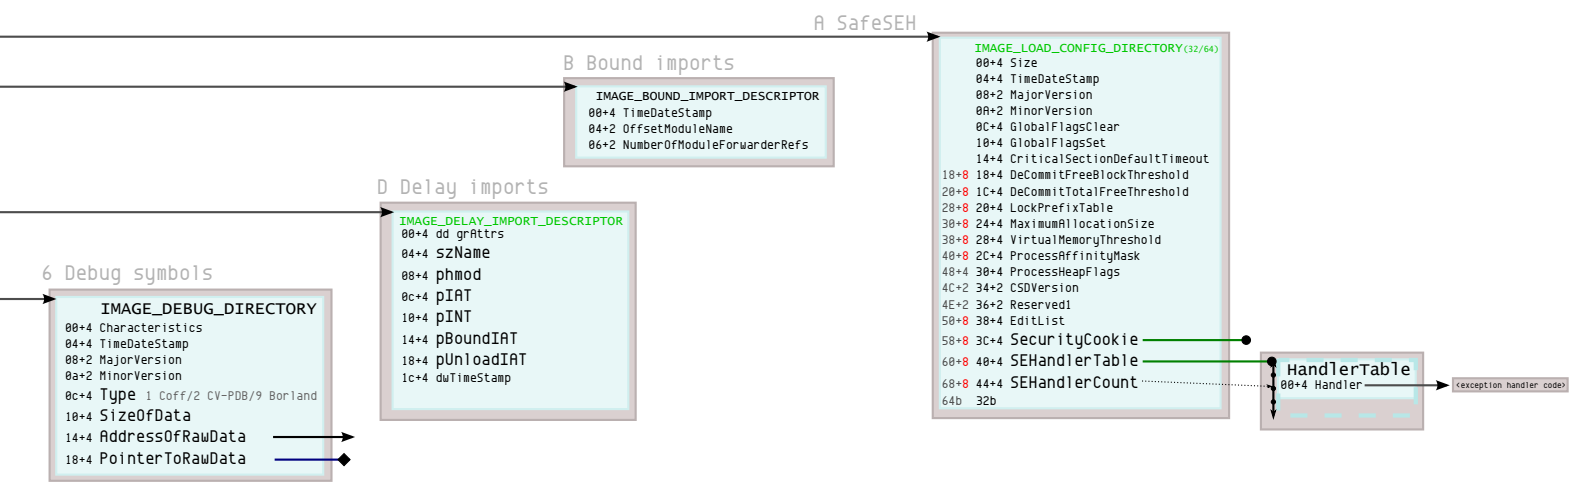 A SafeSEH
IMAGE_LOAD_CONFIG_DIRECTORY(32/64)
00+4 Size
04+4 TimeDateStamp
08+2 MajorVersion
0A+2 MinorVersion
0C+4 GlobalFlagsClear
10+4 GlobalFlagsSet
14+4 CriticalSectionDefaultTimeout
18+8 18+4 DeCommitFreeBlockThreshold
20+8 1C+4 DeCommitTotalFreeThreshold
28+8 20+4 LockPrefixTable
30+8 24+4 MaximumAllocationSize
38+8 28+4 VirtualMemoryThreshold
40+8 2C+4 ProcessAffinityMask
48+4 30+4 ProcessHeapFlags
4C+2 34+2 CSDVersion
4E+2 36+2 Reserved1
50+8 38+4 EditList
58+8 3C+4 SecurityCookie
60+8 40+4 SEHandlerTable
68+8 44+4 SEHandlerCount
64b 32b
HandlerTable
00+4 Handler
<exception handler code>
B Bound imports
IMAGE_BOUND_IMPORT_DESCRIPTOR
00+4 TimeDateStamp
04+2 OffsetModuleName
06+2 NumberOfModuleForwarderRefs
D Delay imports
IMAGE_DELAY_IMPORT_DESCRIPTOR
00+4 dd grAttrs
04+4 szName
08+4 phmod
0c+4 pIAT
10+4 pINT
14+4 pBoundIAT
18+4 pUnloadIAT
1c+4 dwTimeStamp
6 Debug symbols
IMAGE_DEBUG_DIRECTORY
00+4 Characteristics
04+4 TimeDateStamp
08+2 MajorVersion
0a+2 MinorVersion
0c+4 Type 1 Coff/2 CV-PDB/9 Borland
10+4 SizeOfData
14+4 AddressOfRawData
18+4 PointerToRawData